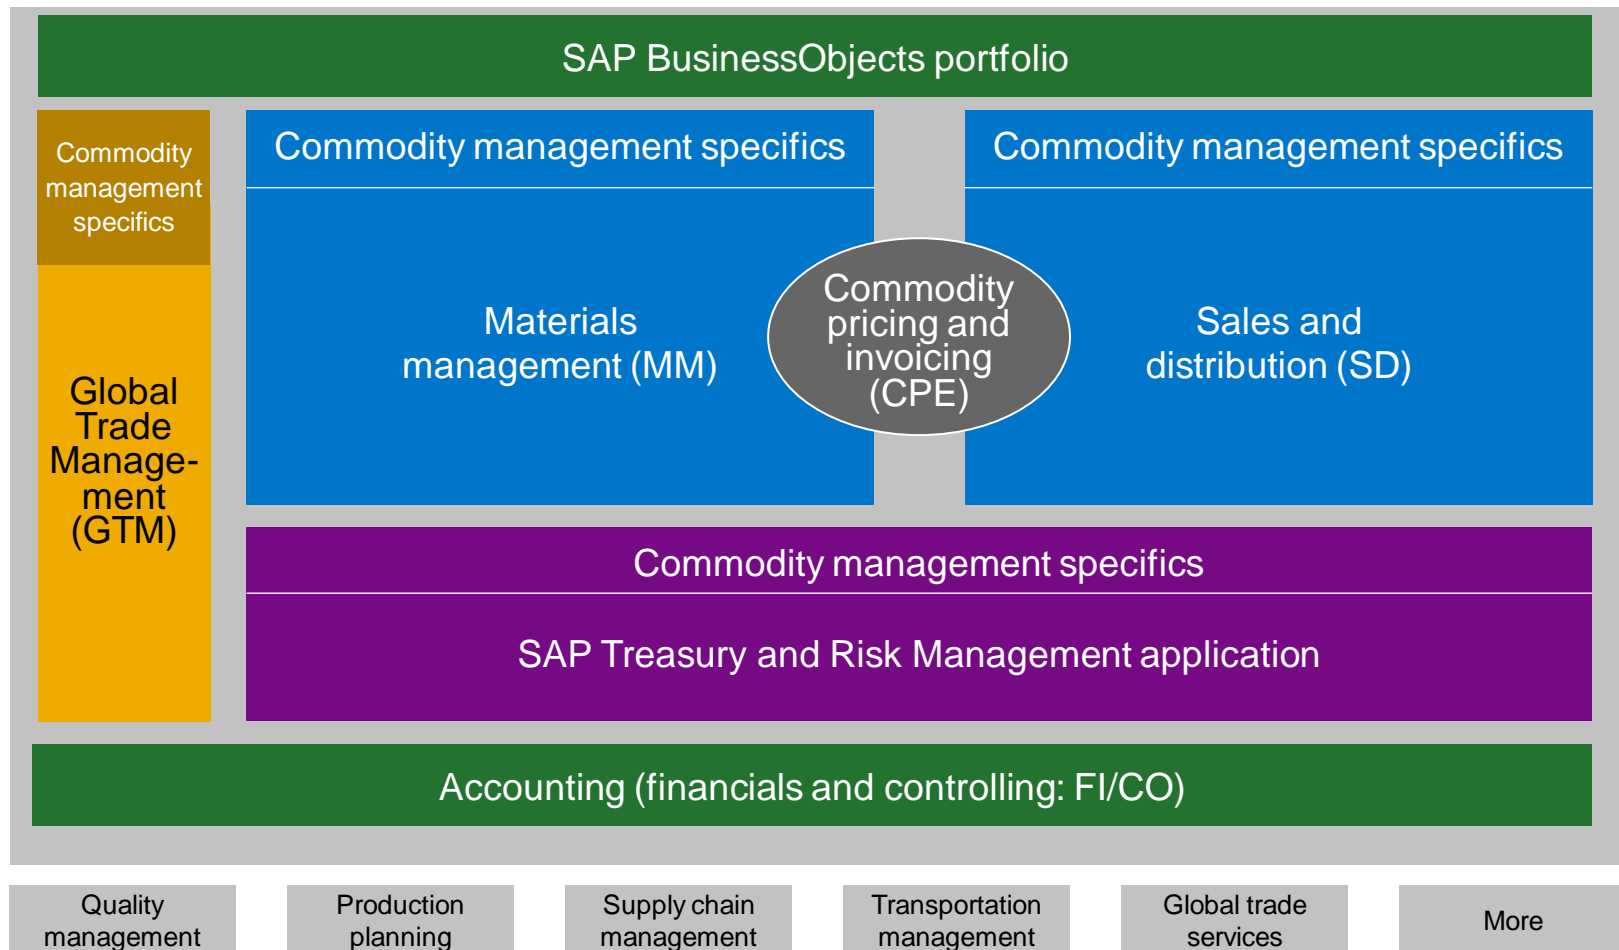 SAP BusinessObjects portfolio
Commodity
management
specifics
Global
Trade
Manage-
ment
(GTM)
Commodity management specifics
Materials
management (MM)
Commodity
pricing and
invoicing
(CPE)
Commodity management specifics
Sales and
distribution (SD)
Commodity management specifics
SAP Treasury and Risk Management application
Accounting (financials and controlling: FI/CO)
Quality
management
Production
planning
Supply chain
management
Transportation
management
Global trade
services
More